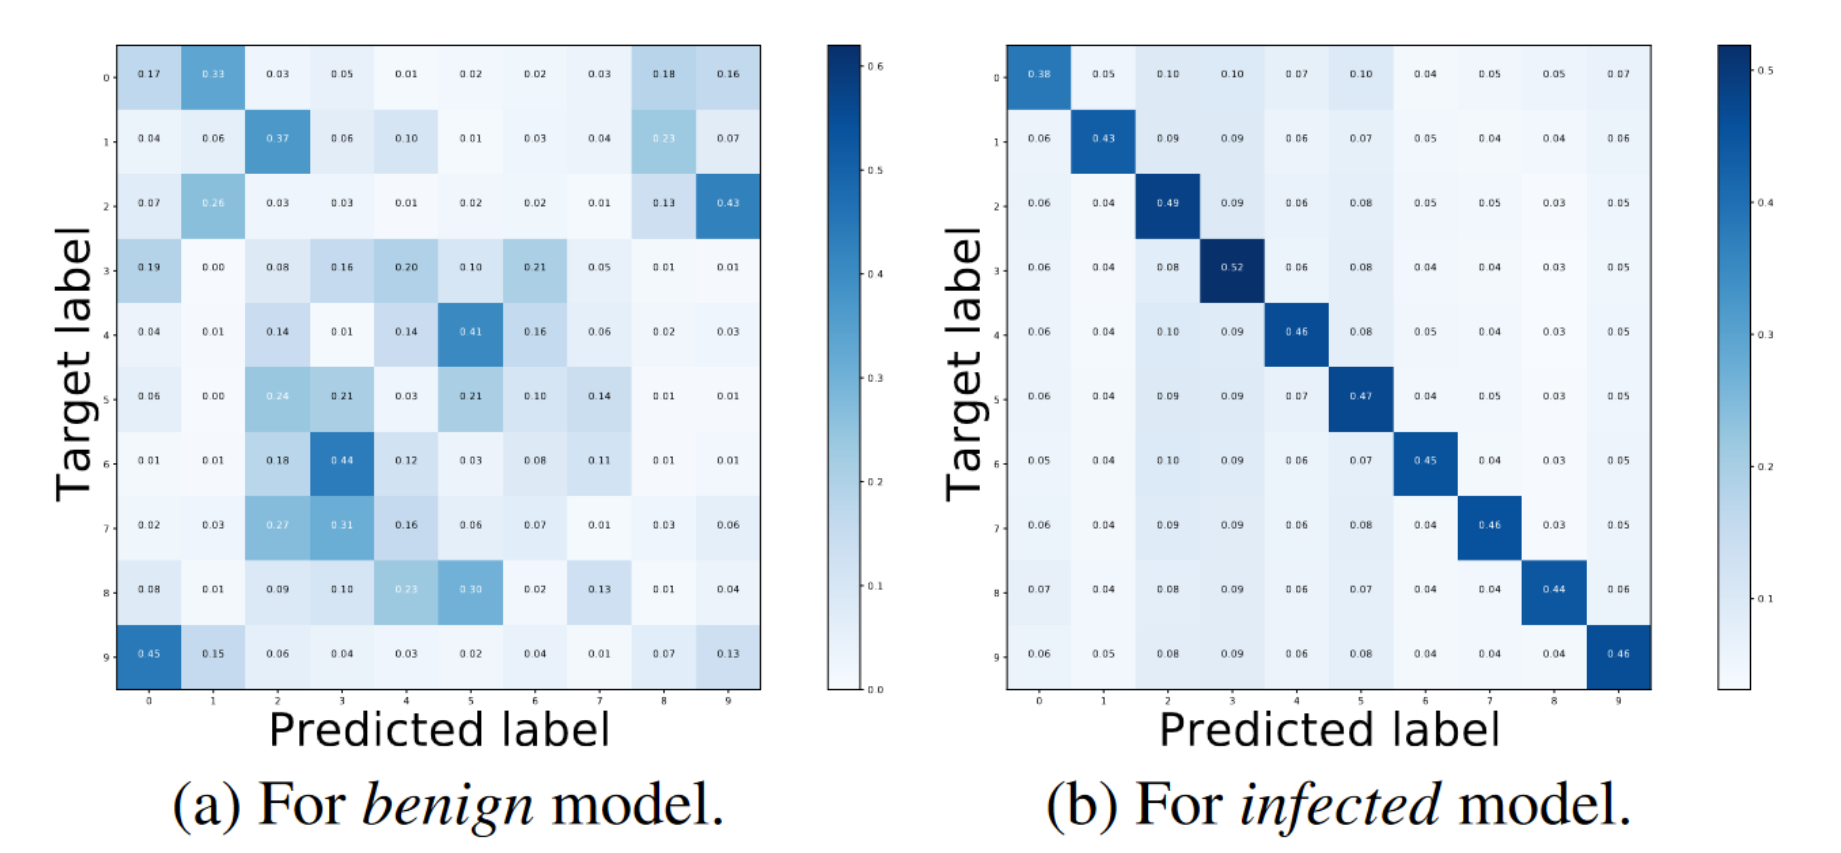 0 0.17 0.33 0.03 0.05 0.01 0.02 0.02 0.03 0.18 0.16
1 0.04 0.06 0.37 0.06 0.10 0.01 0.03 0.04 0.23 0.07
2 0.07 0.26 0.03 0.03 0.01 0.02 0.02 0.01 0.13 0.43
3 0.19 0.00 0.08 0.16 0.20 0.10 0.21 0.05 0.01 0.01
4 0.04 0.01 0.14 0.01 0.14 0.41 0.16 0.06 0.02 0.03
5 0.06 0.00 0.24 0.21 0.03 0.21 0.10 0.14 0.01 0.01
6 0.01 0.01 0.18 0.44 0.12 0.03 0.08 0.11 0.01 0.01
7 0.02 0.03 0.27 0.31 0.16 0.06 0.07 0.01 0.03 0.06
8 0.08 0.01 0.09 0.10 0.23 0.30 0.02 0.13 0.01 0.04
9 0.45 0.15 0.06 0.04 0.03 0.02 0.04 0.01 0.07 0.13
0 1 2 3 4 5 6 7 8 9
Target label
Predicted label
0.6
0.5
0.4
0.3
0.2
0.1
0.0
(a) For benign model.
0 0.38 0.05 0.10 0.10 0.07 0.10 0.04 0.05 0.05 0.07
1 0.06 0.43 0.09 0.09 0.06 0.07 0.05 0.04 0.04 0.06
2 0.06 0.04 0.49 0.09 0.06 0.08 0.05 0.05 0.03 0.05
3 0.06 0.04 0.08 0.52 0.06 0.08 0.04 0.04 0.03 0.05
4 0.06 0.04 0.10 0.09 0.46 0.08 0.05 0.04 0.03 0.05
5 0.06 0.04 0.09 0.09 0.07 0.47 0.04 0.05 0.03 0.05
6 0.05 0.04 0.10 0.09 0.06 0.07 0.45 0.04 0.03 0.05
7 0.06 0.04 0.09 0.09 0.06 0.08 0.04 0.46 0.03 0.05
8 0.07 0.04 0.08 0.09 0.06 0.07 0.04 0.04 0.44 0.06
9 0.06 0.05 0.08 0.09 0.06 0.08 0.04 0.04 0.04 0.46
0 1 2 3 4 5 6 7 8 9
Target label
Predicted label
0.5
0.4
0.3
0.2
0.1
(b) For infected model.